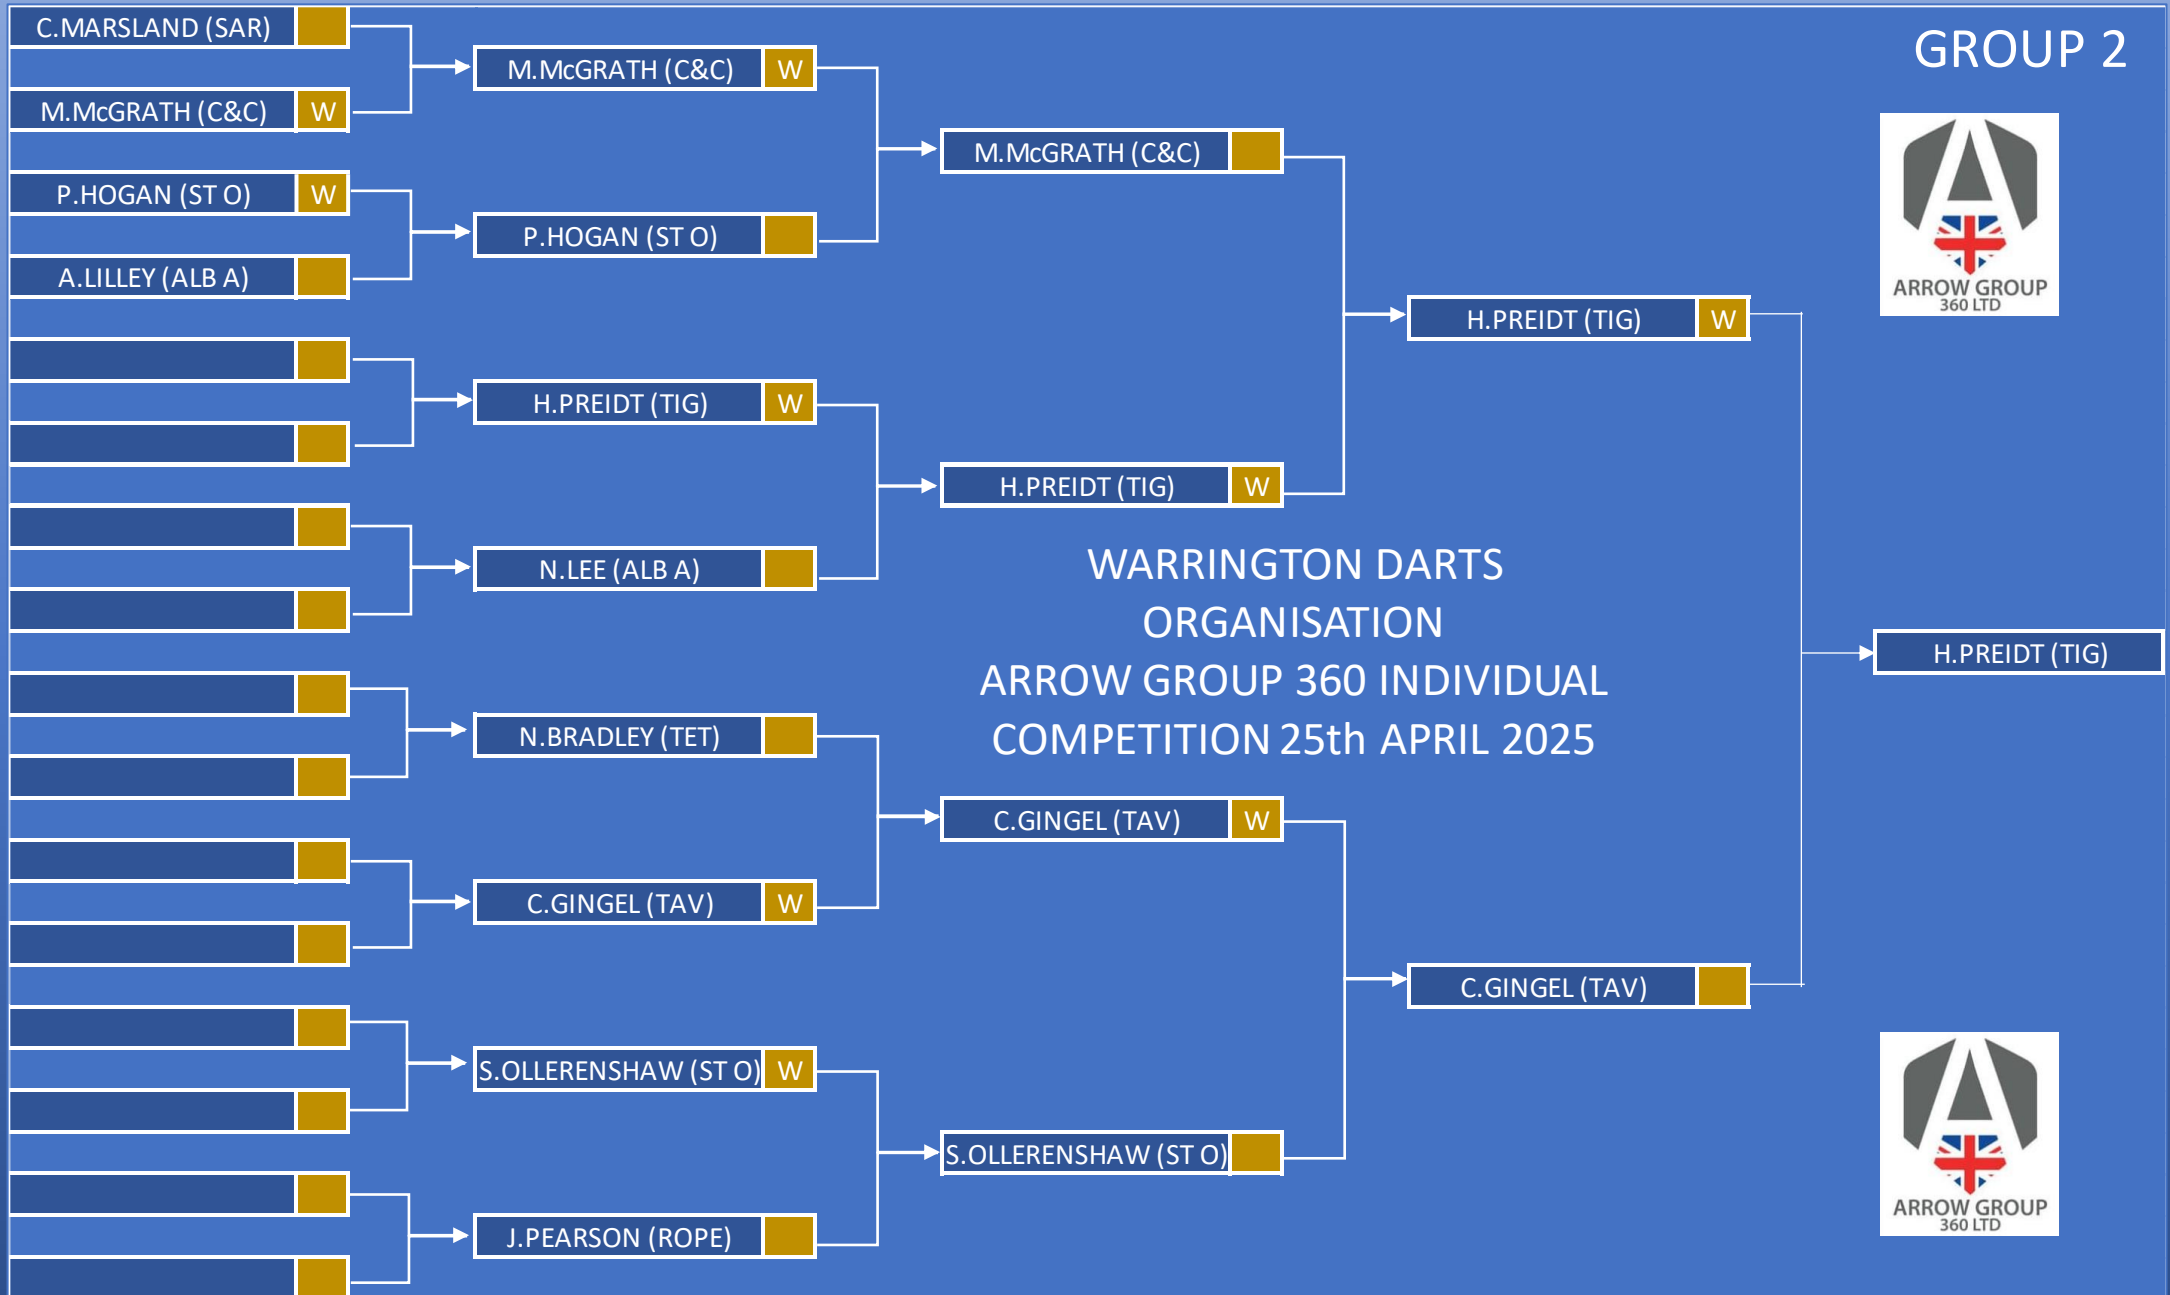 GROUP 2
C.MARSLAND (SAR)
M.McGRATH (C&C) W
P.HOGAN (ST O) W
A.LILLEY (ALB A)
M.McGRATH (C&C) W
P.HOGAN (ST O)
H.PREIDT (TIG) W
N.LEE (ALB A)
N.BRADLEY (TET)
C.GINGEL (TAV) W
S.OLLERENSHAW (ST O) W
J.PEARSON (ROPE)
M.McGRATH (C&C)
H.PREIDT (TIG) W
C.GINGEL (TAV) W
S.OLLERENSHAW (ST O)
H.PREIDT (TIG) W
C.GINGEL (TAV)
H.PREIDT (TIG)
WARRINGTON DARTS
ORGANISATION
ARROW GROUP 360 INDIVIDUAL
COMPETITION 25th APRIL 2025
ARROW GROUP
360 LTD
ARROW GROUP
360 LTD